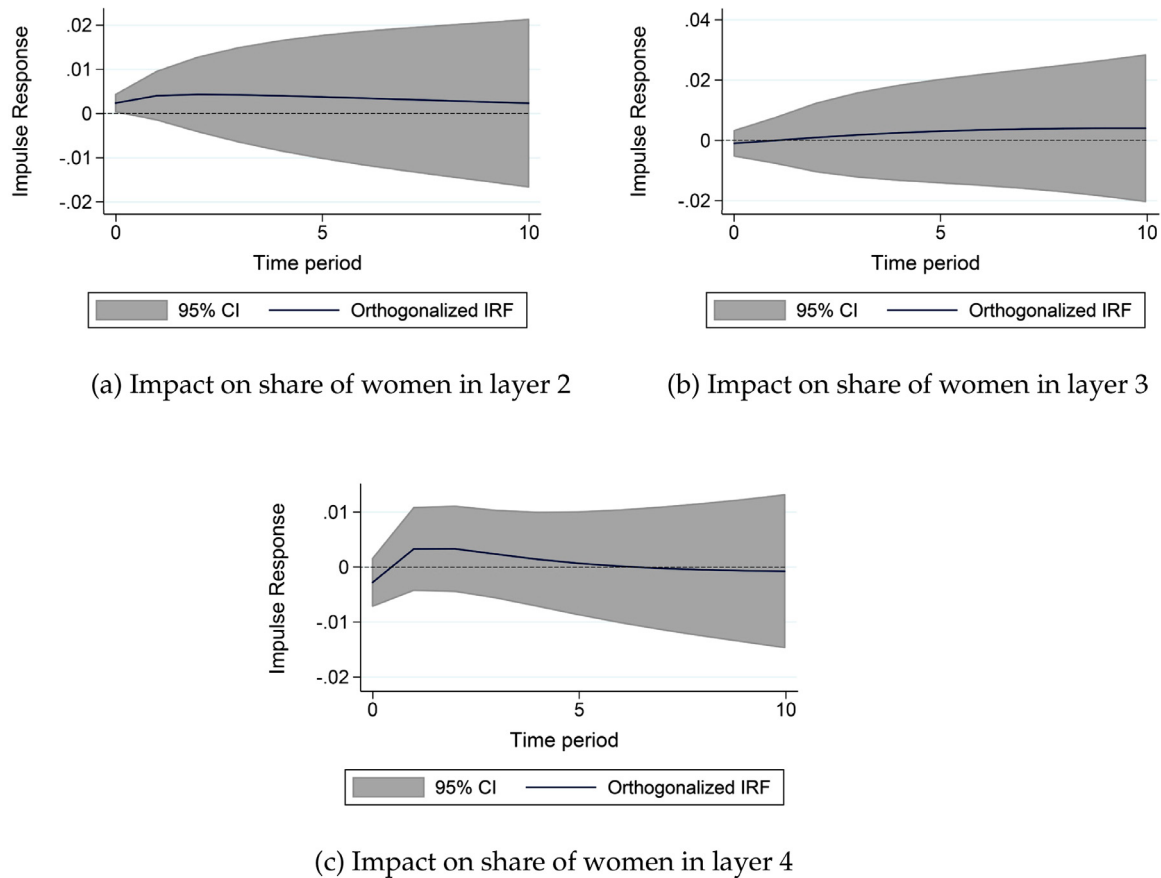 Impulse Response
.02
.01
0
-.01
-.02
0 5 10
Time period
95% CI Orthogonalized IRF
(a) Impact on share of women in layer 2
Impulse Response
.04
.02
0
-.02
0 5 10
Time period
95% CI Orthogonalized IRF
(b) Impact on share of women in layer 3
Impulse Response
.01
0
-.01
-.02
0 5 10
Time period
95% CI Orthogonalized IRF
(c) Impact on share of women in layer 4